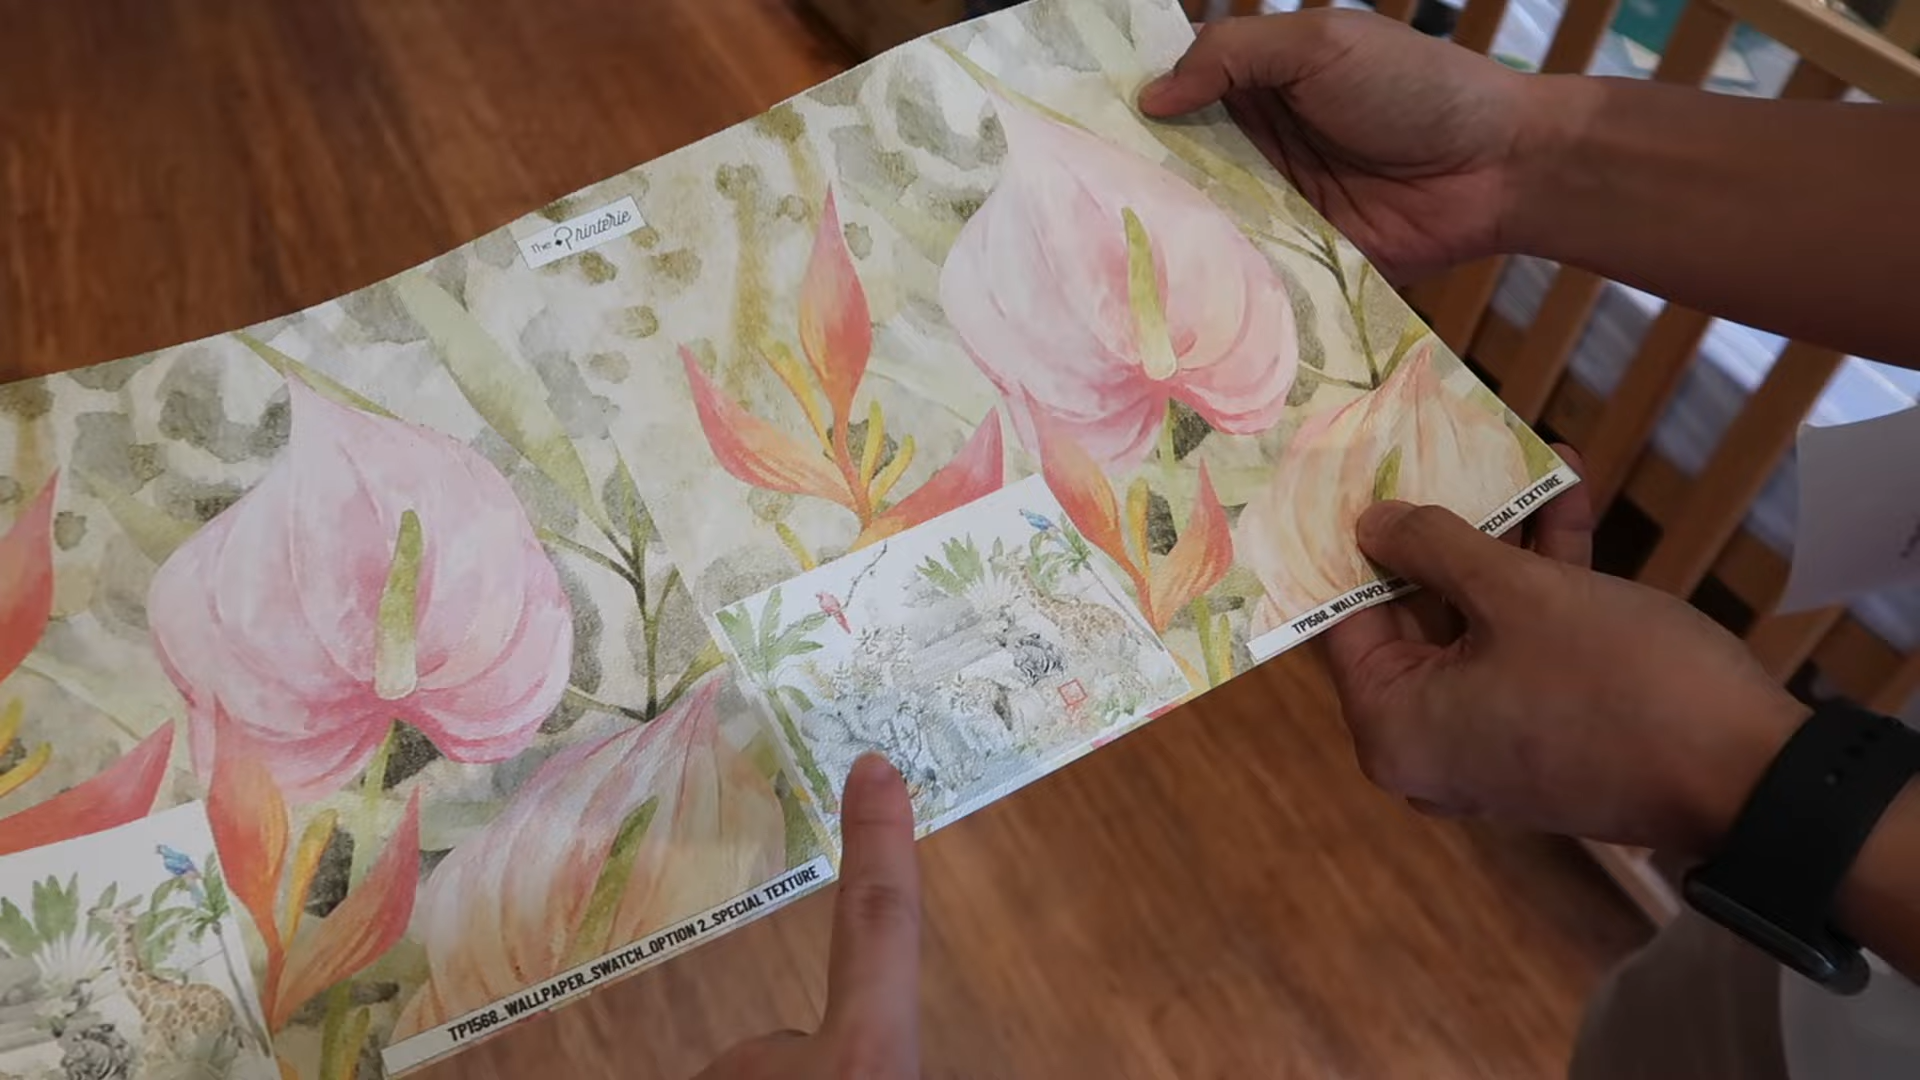 The Printerie
SPECIAL TEXTURE
TP1568_WALLPAPER_
TP1568_WALLPAPER_SWATCH_OPTION 2_SPECIAL TEXTURE